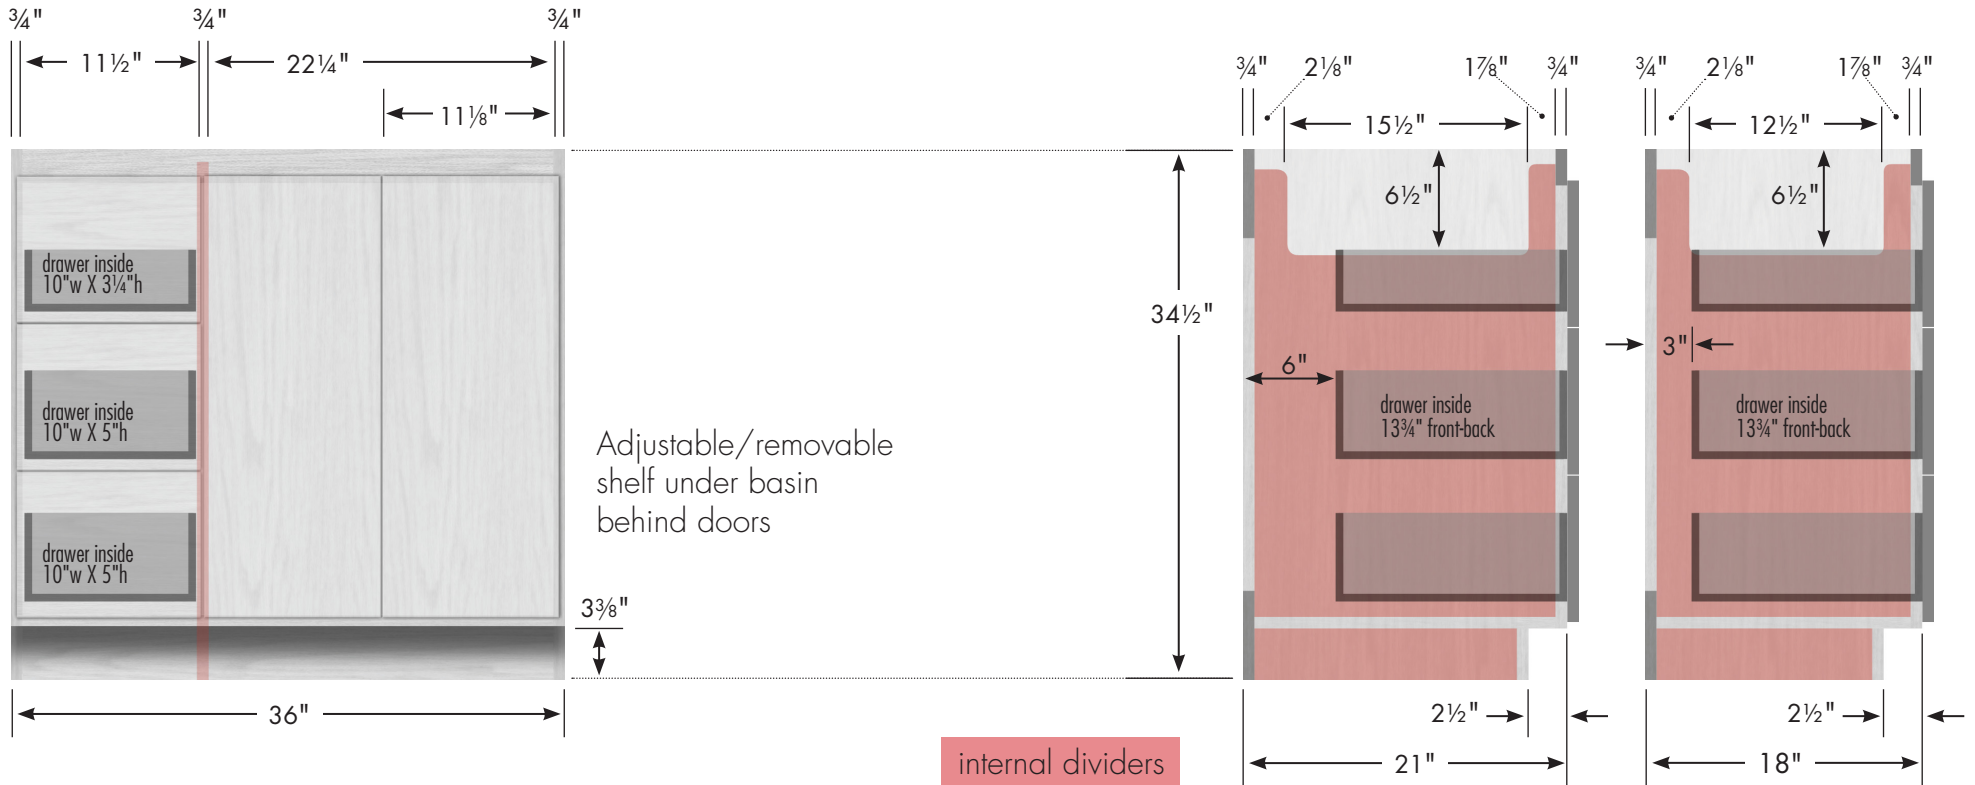 ¾" ¾" ¾"
11½" 22¼"
11⅛"
drawer inside
10"w X 3¼"h
drawer inside
10"w X 5"h
drawer inside
10"w X 5"h
36"
Adjustable/removable
shelf under basin
behind doors
3⅜"
34½"
internal dividers
¾" 2⅛" 1⅞" ¾"
15½"
6½"
6"
drawer inside
13¾" front-back
2½"
21"
¾" 2⅛" 1⅞" ¾"
12½"
6½"
3"
drawer inside
13¾" front-back
2½"
18"